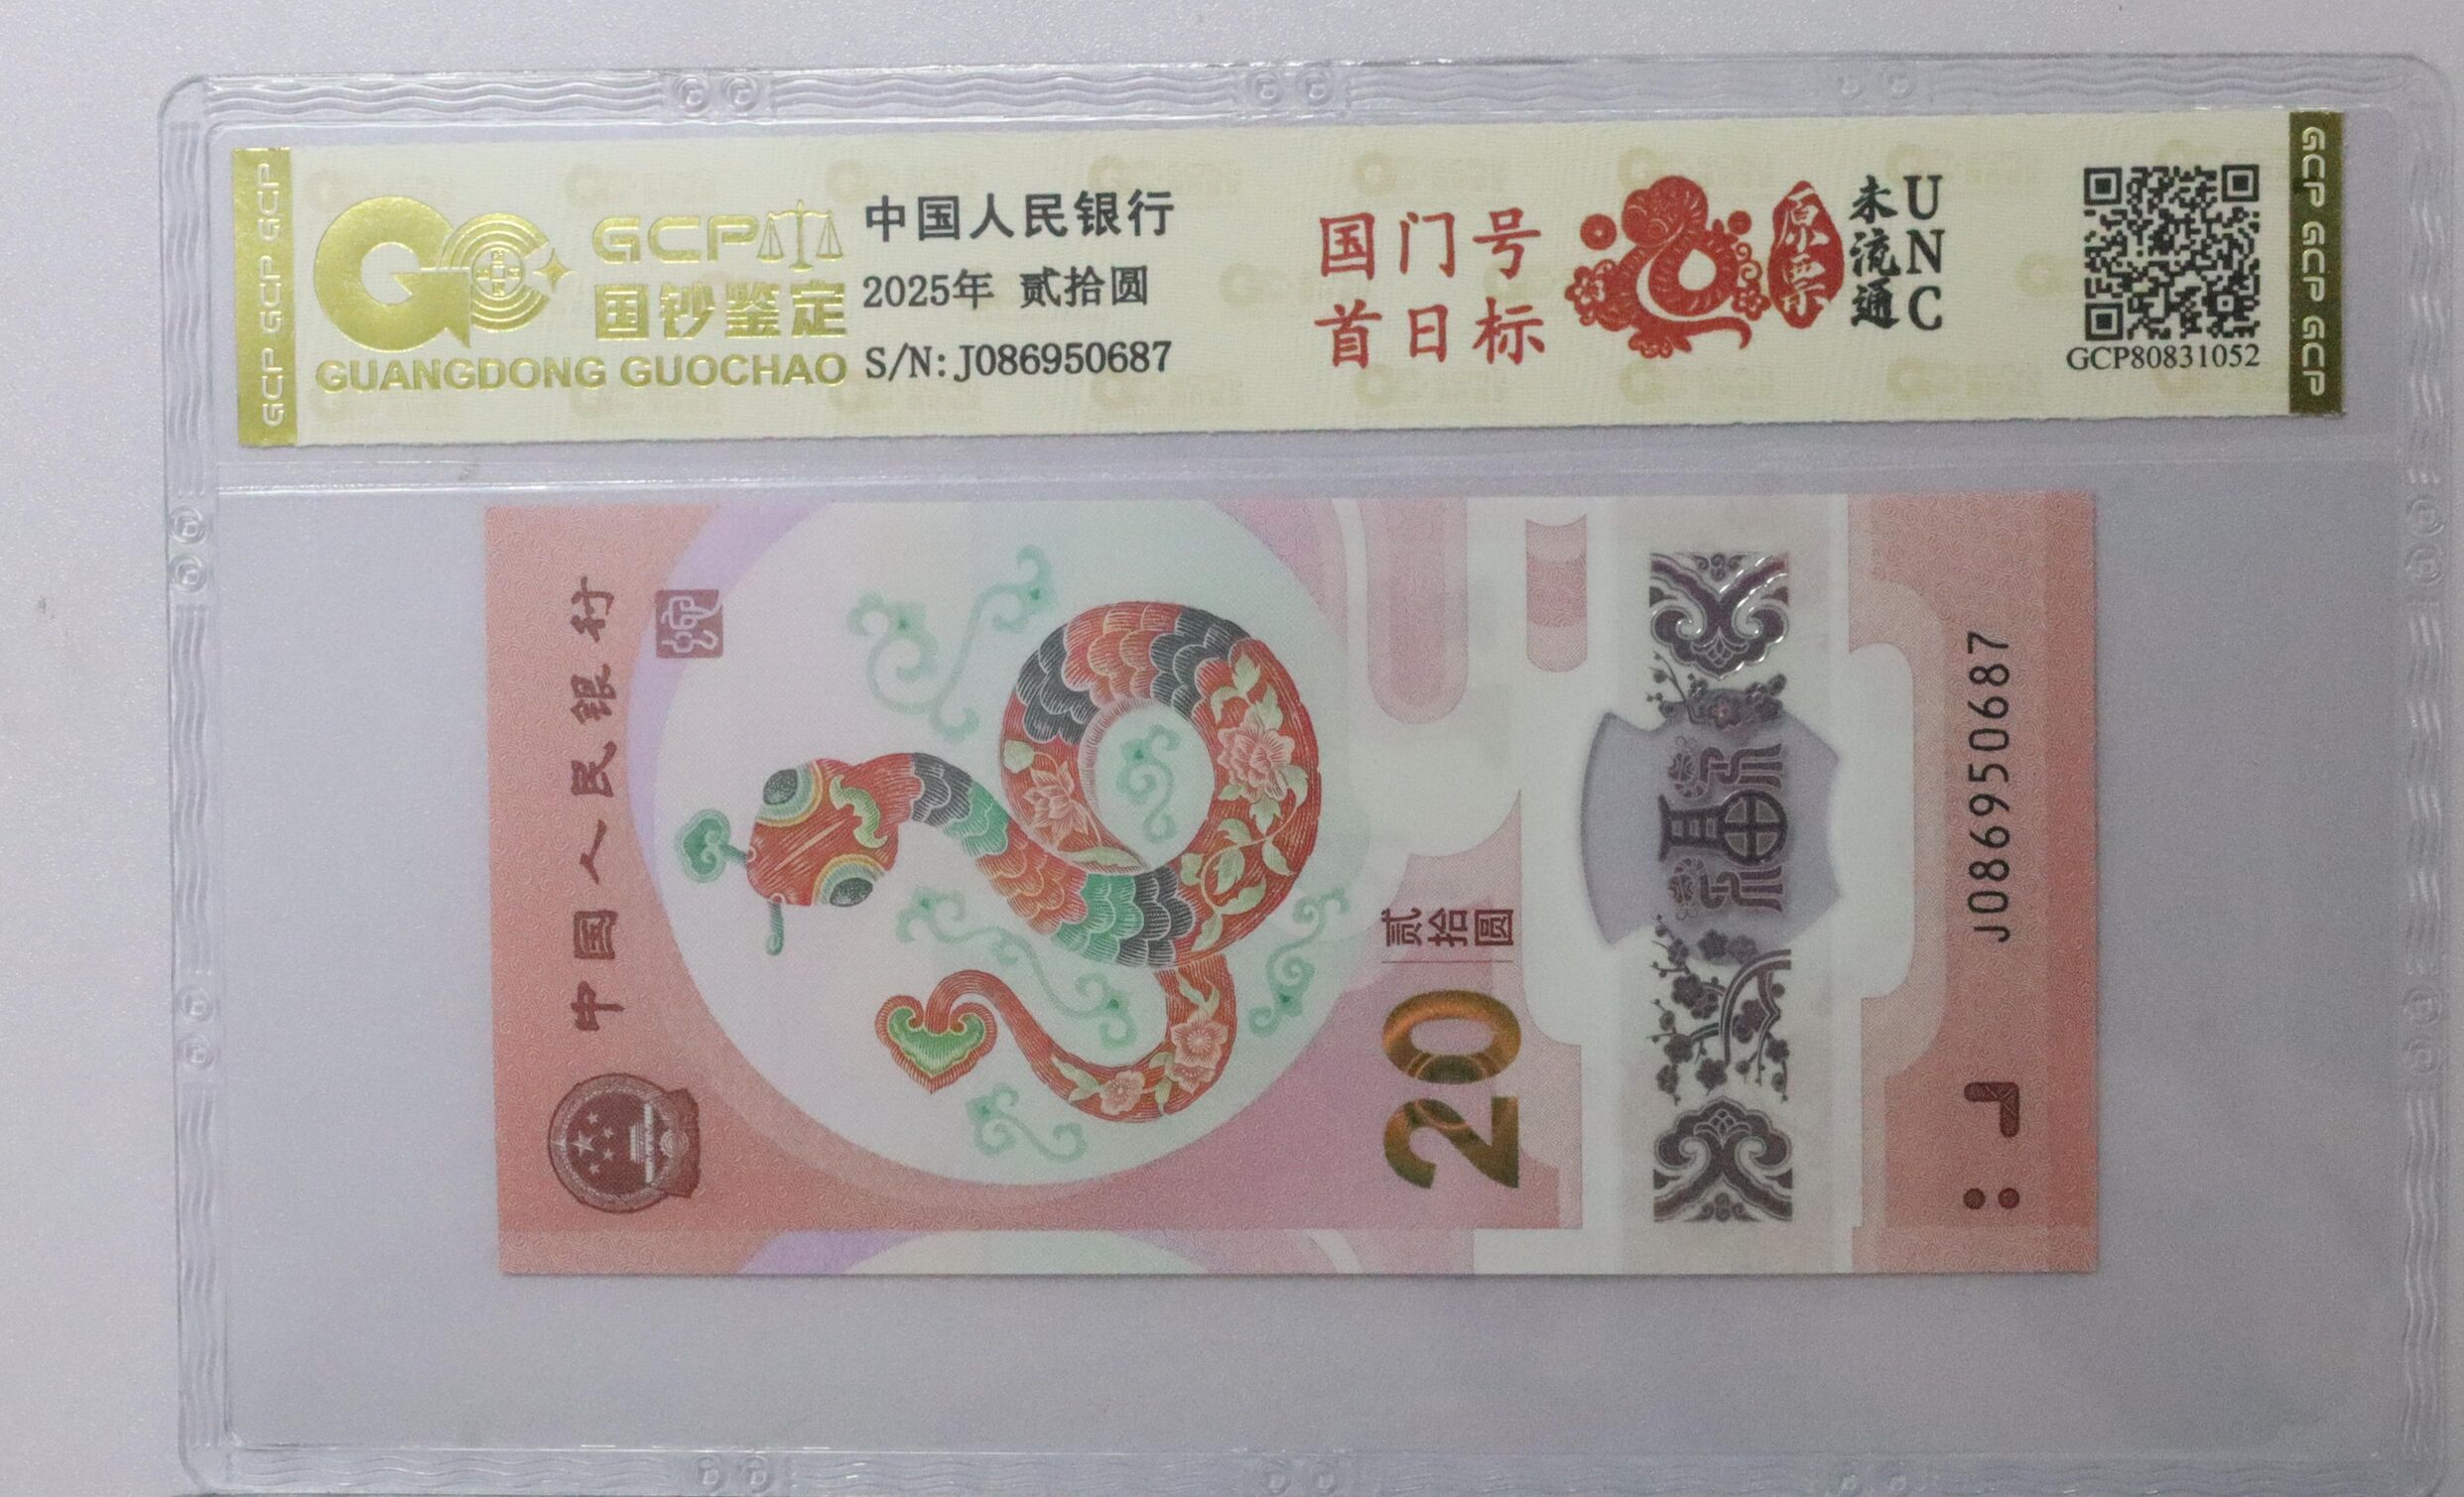 GCP GCP GCP
GCP
国钞鉴定
GUANGDONG GUOCHAO
中国人民银行
2025年 贰拾圆
S/N: J086950687
国门号
首日标
原票
未流通
UNC
GCP80831052
GCP GCP GCP
中国人民银行
贰拾圆
20
福
J086950687